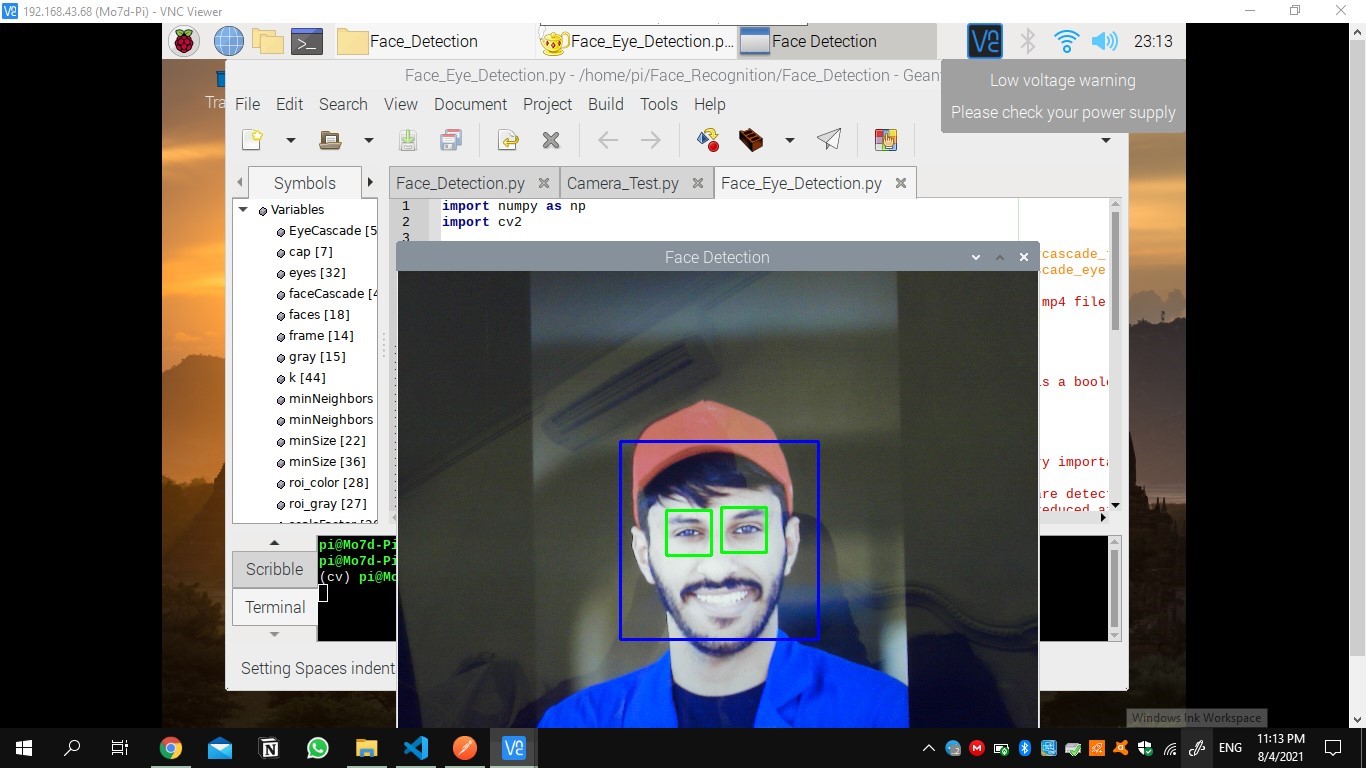 192.168.43.68 (Mo7d-Pi) - VNC Viewer
Face_Detection
Face_Eye_Detection.p...
Face Detection
23:13
Face_Eye_Detection.py - /home/pi/Face_Recognition/Face_Detection - Gean
Low voltage warning
Please check your power supply
Tra
File Edit Search View Document Project Build Tools Help
Symbols
Face_Detection.py
Camera_Test.py
Face_Eye_Detection.py
Variables
EyeCascade [5
cap [7]
eyes [32]
faceCascade [4
faces [18]
frame [14]
gray [15]
k [44]
minNeighbors
minNeighbors
minSize [22]
minSize [36]
roi_color [28]
roi_gray [27]
1 import numpy as np
2 import cv2
3
Face Detection
cascade_
cade_eye
mp4 file
s a boole
ry importa
are detect
Scribble
Terminal
pi@Mo7d-Pi
pi@Mo7d-Pi
(cv) pi@Mo
Setting Spaces indent
Windows Ink Workspace
ENG
11:13 PM
8/4/2021